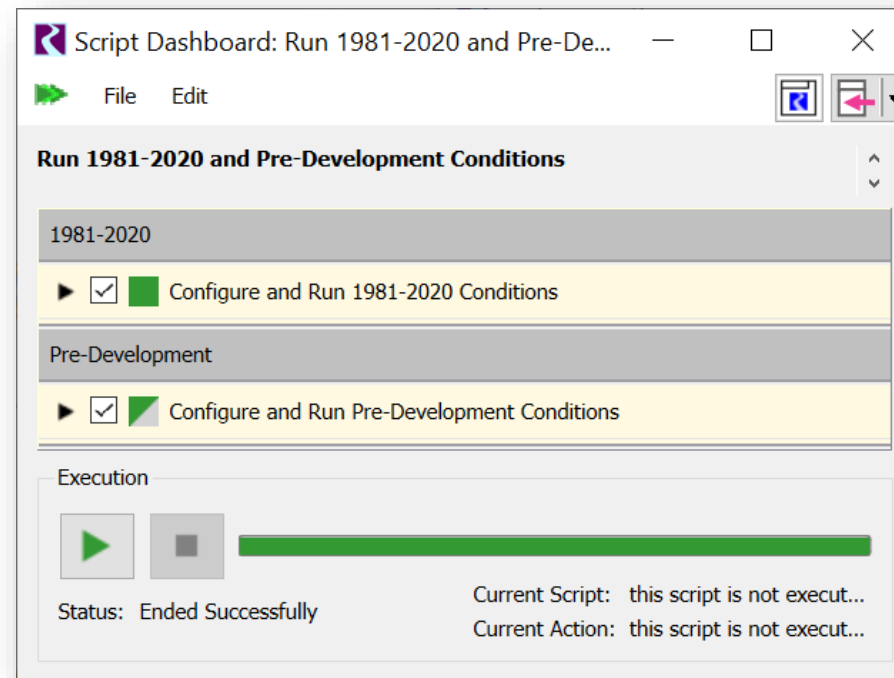 Script Dashboard: Run 1981-2020 and Pre-De...
File Edit
Run 1981-2020 and Pre-Development Conditions
1981-2020
Configure and Run 1981-2020 Conditions
Pre-Development
Configure and Run Pre-Development Conditions
Execution
Status: Ended Successfully
Current Script: this script is not execut...
Current Action: this script is not execut...